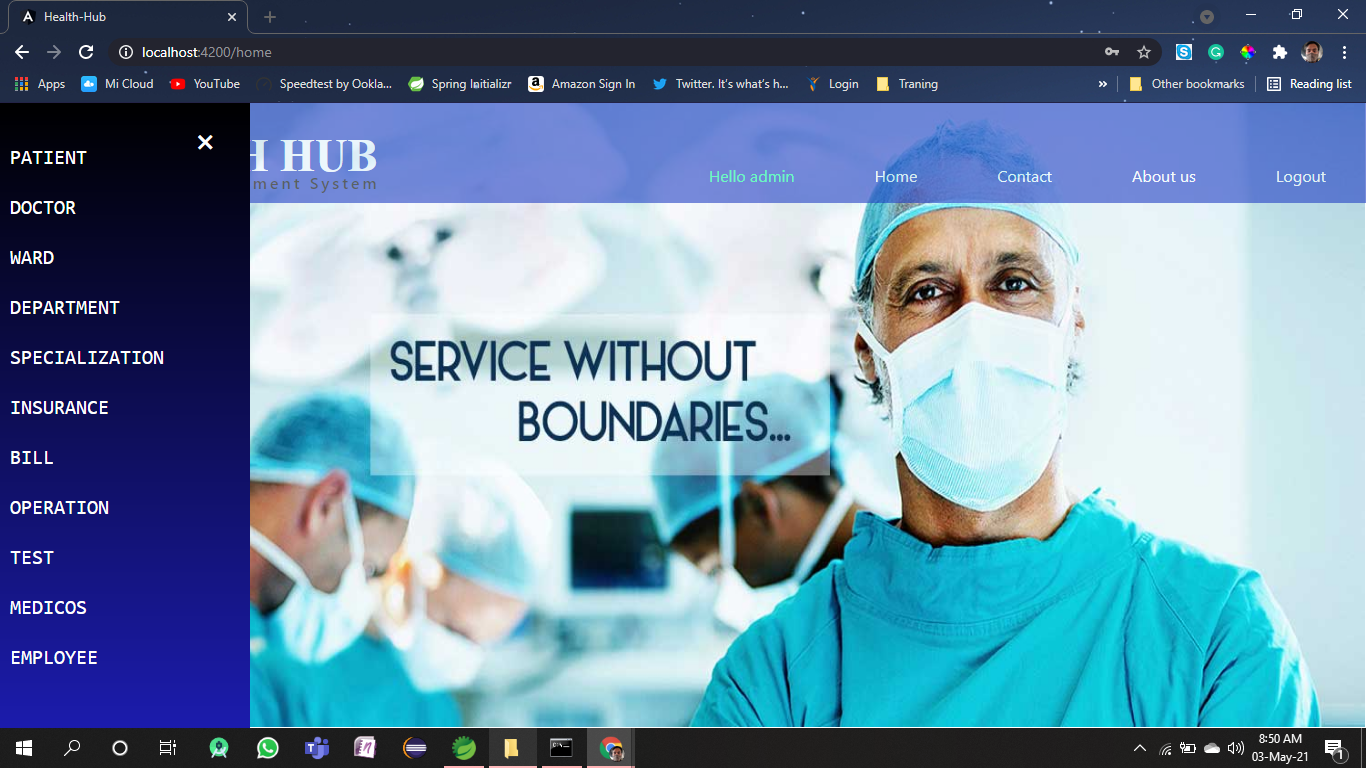 Health-Hub
localhost:4200/home
Apps Mi Cloud YouTube Speedtest by Ookla... Spring Initializr Amazon Sign In Twitter. It's what's h... Login Traning » Other bookmarks Reading list
H HUB
ment System
Hello admin Home Contact About us Logout
×
PATIENT
DOCTOR
WARD
DEPARTMENT
SPECIALIZATION
INSURANCE
BILL
OPERATION
TEST
MEDICOS
EMPLOYEE
SERVICE WITHOUT
BOUNDARIES...
8:50 AM
03-May-21
1